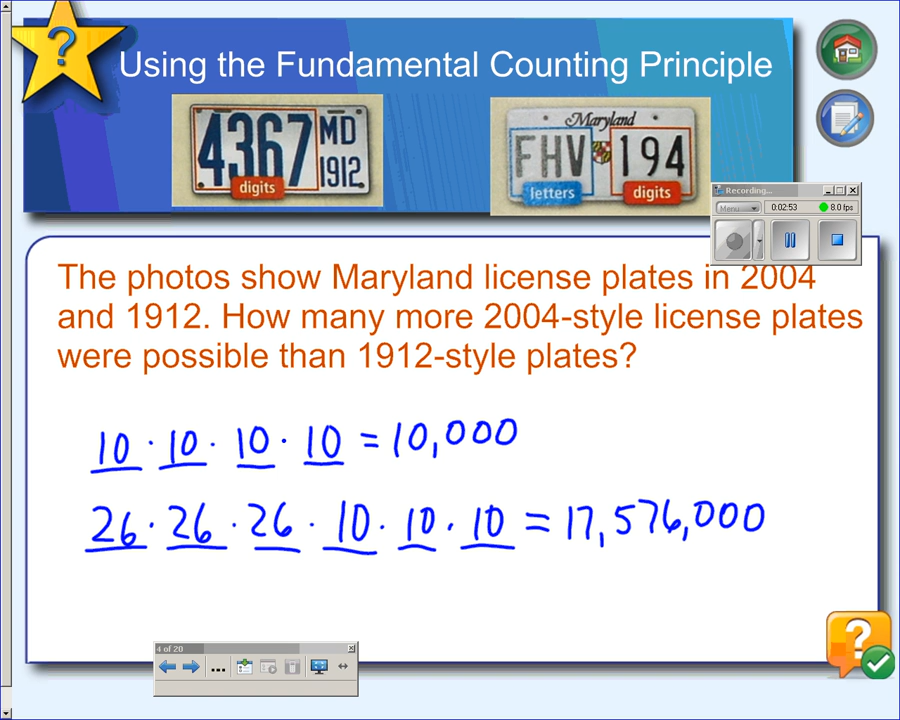 Using the Fundamental Counting Principle
4367
MD
1912
digits
Maryland
FHV 194
letters
digits
Recording...
Menu
0:02:53
8.0 fps
The photos show Maryland license plates in 2004
and 1912. How many more 2004-style license plates
were possible than 1912-style plates?
10 · 10 · 10 · 10 = 10,000
26 · 26 · 26 · 10 · 10 · 10 = 17,576,000
4 of 20
...